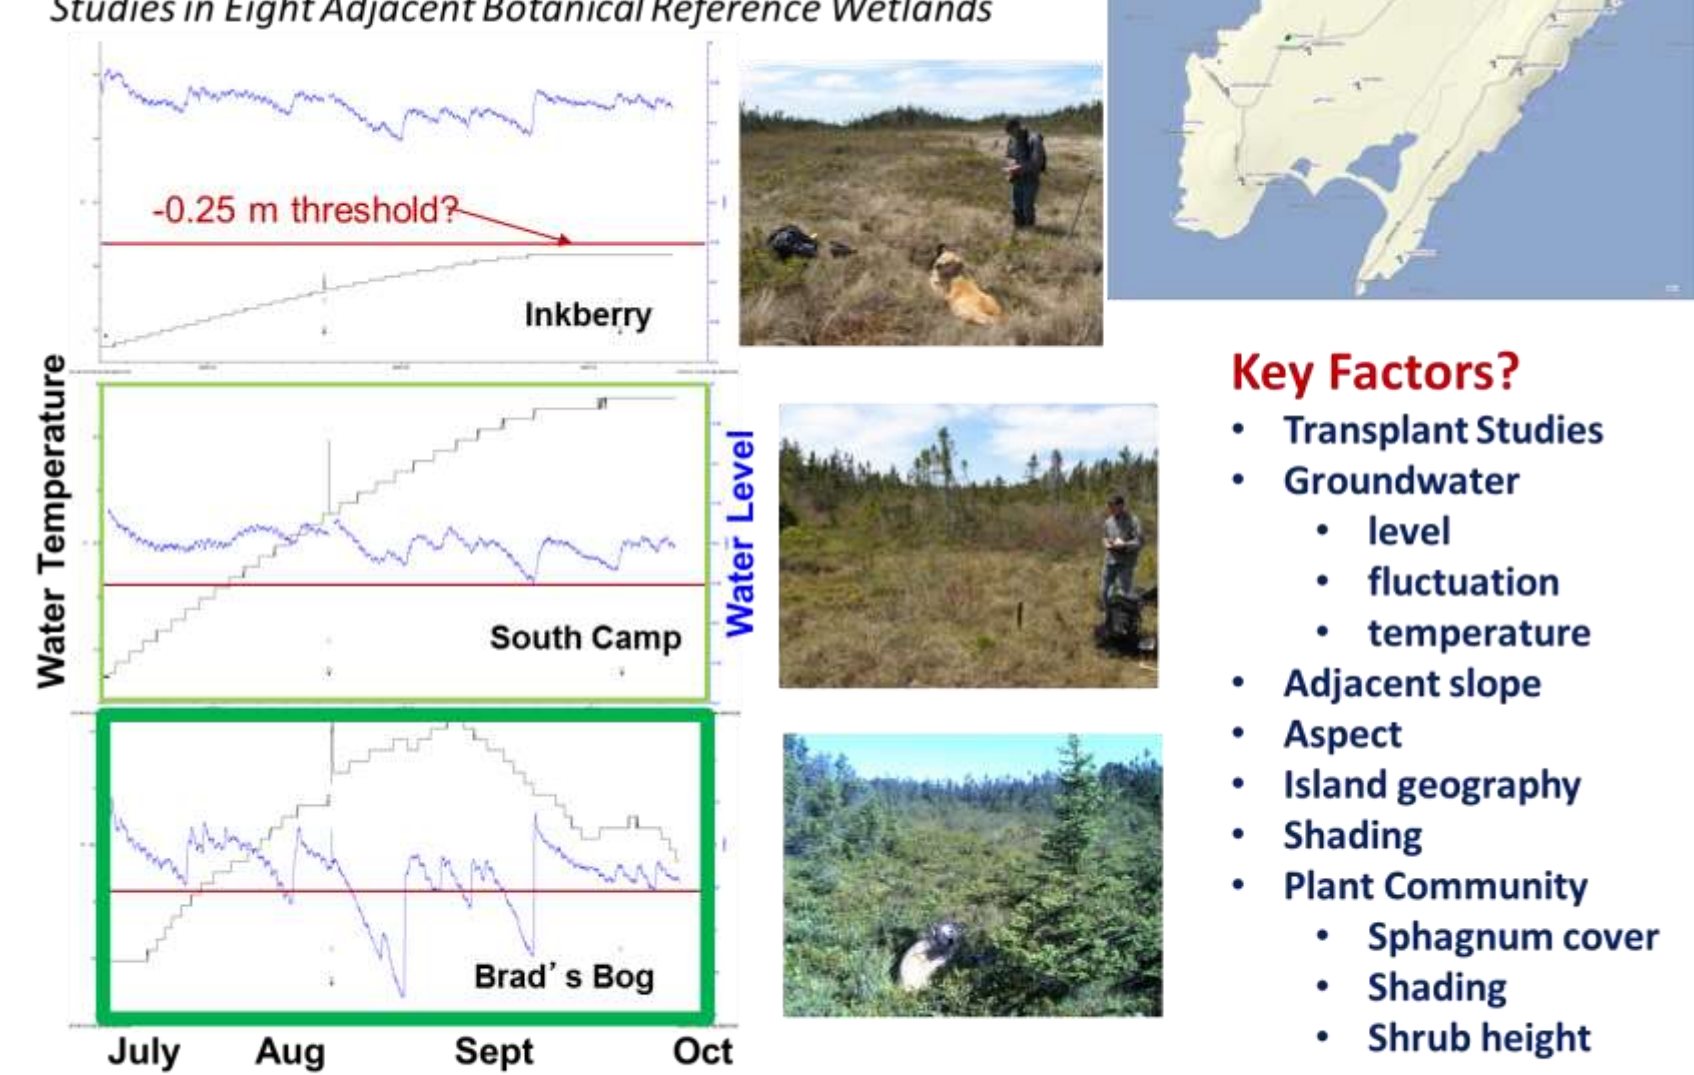 Studies in Eight Adjacent Botanical Reference Wetlands
-0.25 m threshold?
Inkberry
Water Temperature
Water Level
South Camp
Brad's Bog
July Aug Sept Oct
Key Factors?
• Transplant Studies
• Groundwater
• level
• fluctuation
• temperature
• Adjacent slope
• Aspect
• Island geography
• Shading
• Plant Community
• Sphagnum cover
• Shading
• Shrub height